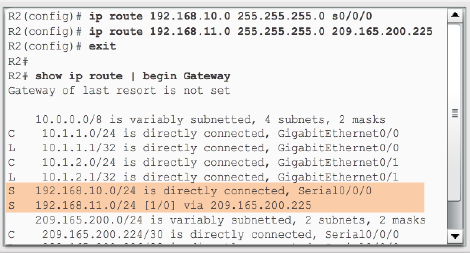 R2(config)# ip route 192.168.10.0 255.255.255.0 s0/0/0
R2(config)# ip route 192.168.11.0 255.255.255.0 209.165.200.225
R2(config)# exit
R2#
R2# show ip route | begin Gateway
Gateway of last resort is not set
10.0.0.0/8 is variably subnetted, 4 subnets, 2 masks
C 10.1.1.0/24 is directly connected, GigabitEthernet0/0
L 10.1.1.1/32 is directly connected, GigabitEthernet0/0
C 10.1.2.0/24 is directly connected, GigabitEthernet0/1
L 10.1.2.1/32 is directly connected, GigabitEthernet0/1
S 192.168.10.0/24 is directly connected, Serial0/0/0
S 192.168.11.0/24 [1/0] via 209.165.200.225
209.165.200.0/24 is variably subnetted, 2 subnets, 2 masks
C 209.165.200.224/30 is directly connected, Serial0/0/0